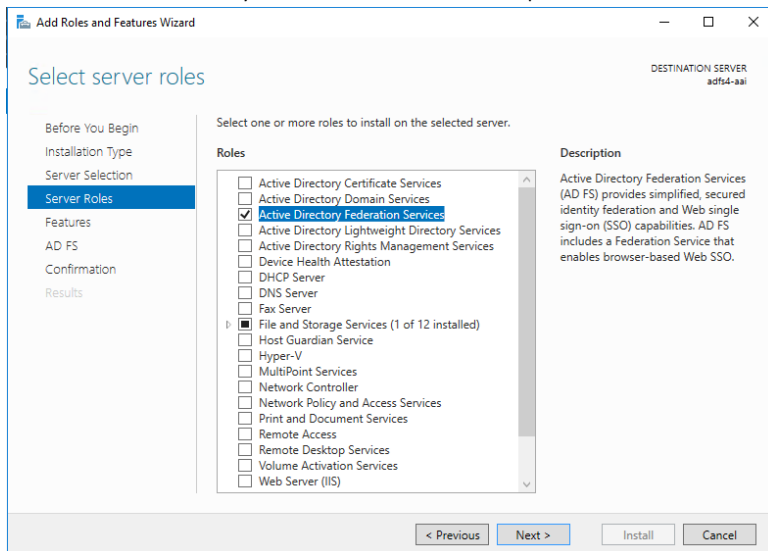 Add Roles and Features Wizard
Select server roles
DESTINATION SERVER
adfs4-aai
Before You Begin
Installation Type
Server Selection
Server Roles
Features
AD FS
Confirmation
Results
Select one or more roles to install on the selected server.
Roles
Active Directory Certificate Services
Active Directory Domain Services
Active Directory Federation Services
Active Directory Lightweight Directory Services
Active Directory Rights Management Services
Device Health Attestation
DHCP Server
DNS Server
Fax Server
File and Storage Services (1 of 12 installed)
Host Guardian Service
Hyper-V
MultiPoint Services
Network Controller
Network Policy and Access Services
Print and Document Services
Remote Access
Remote Desktop Services
Volume Activation Services
Web Server (IIS)
Description
Active Directory Federation Services
(AD FS) provides simplified, secured
identity federation and Web single
sign-on (SSO) capabilities. AD FS
includes a Federation Service that
enables browser-based Web SSO.
< Previous
Next >
Install
Cancel